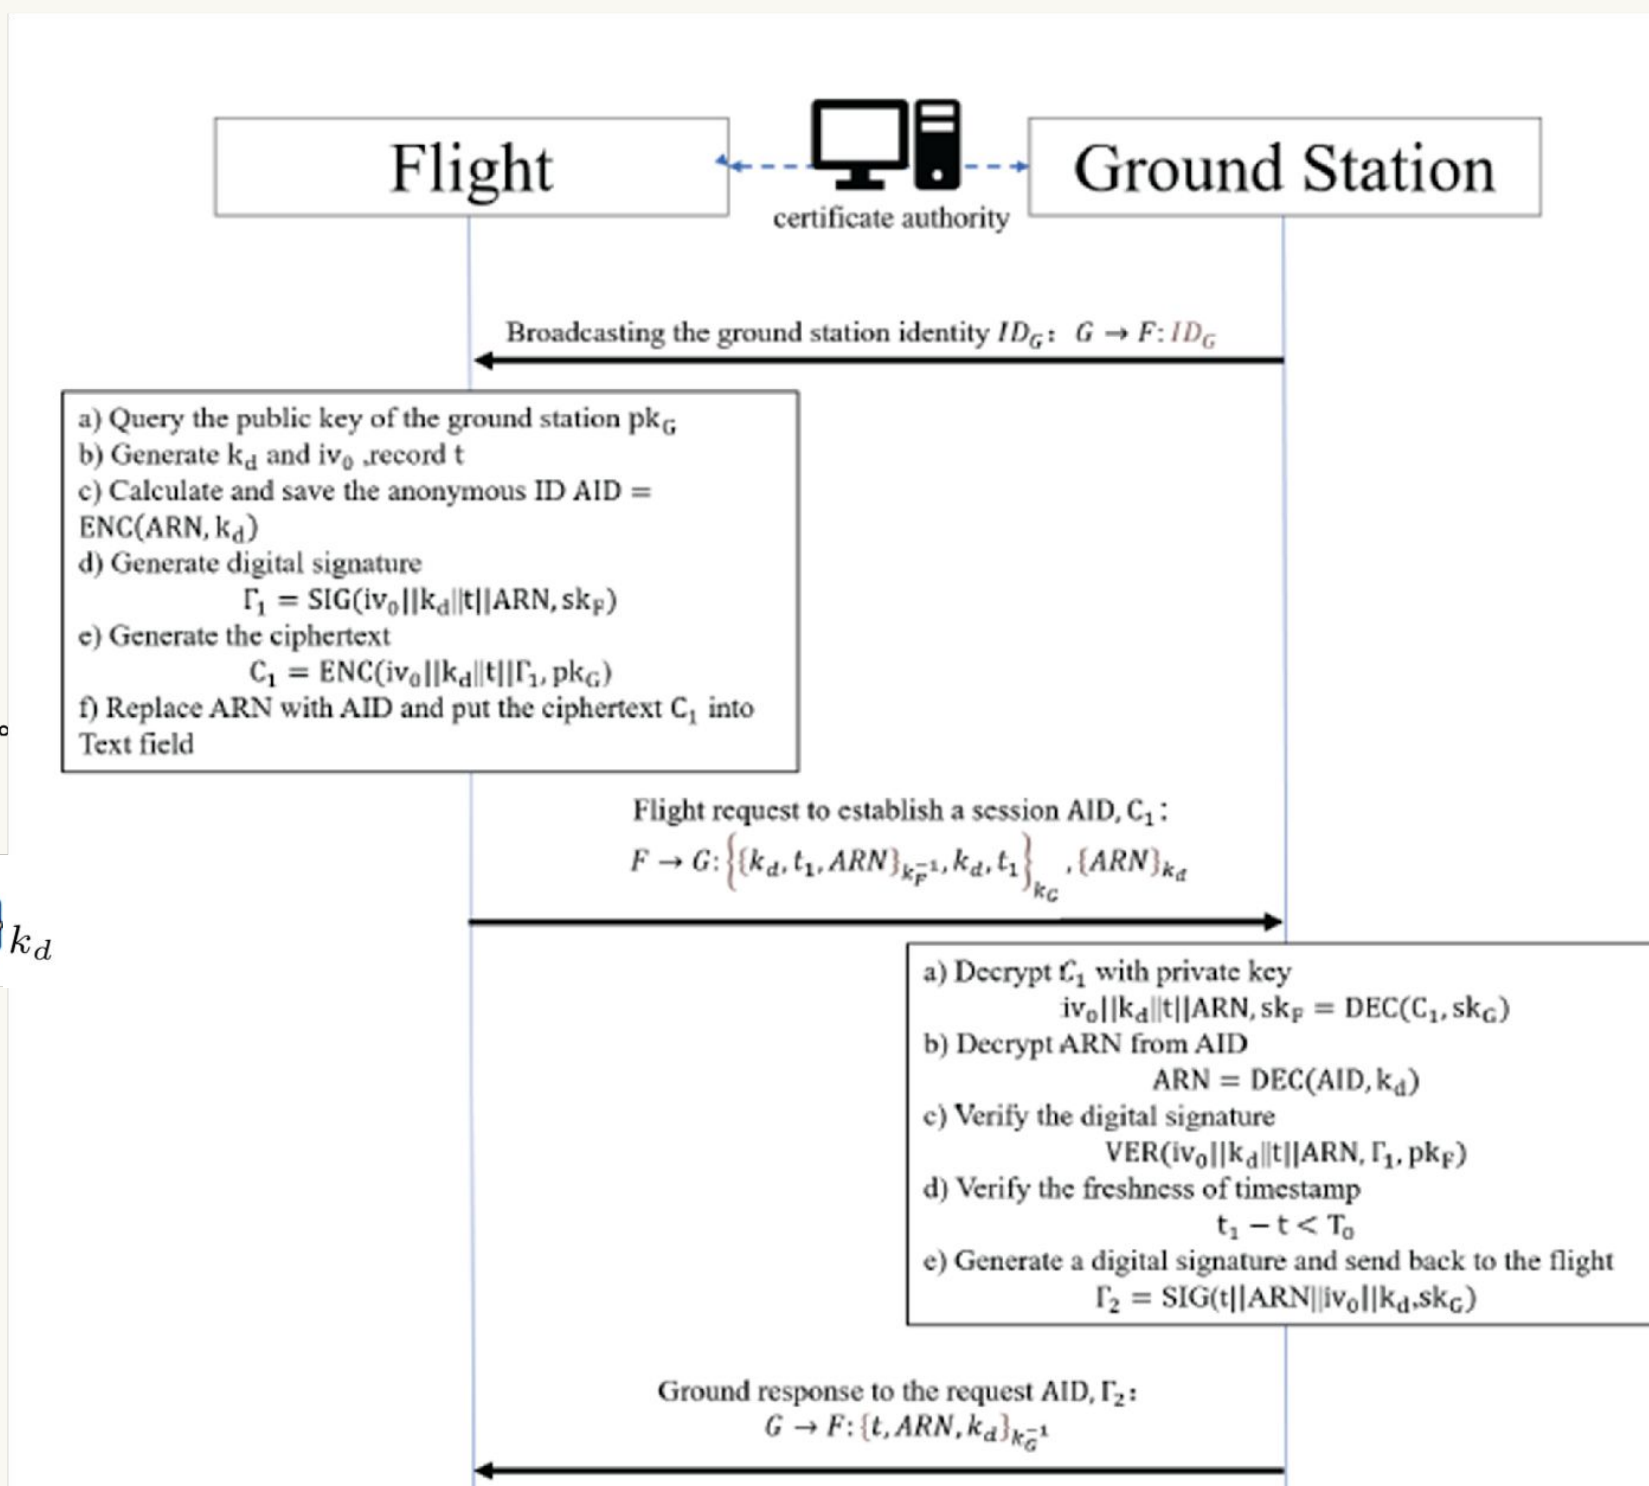 Flight
Ground Station
certificate authority
Broadcasting the ground station identity ID_G: G → F: ID_G
a) Query the public key of the ground station pk_G
b) Generate k_d and iv_0 ,record t
c) Calculate and save the anonymous ID AID =
ENC(ARN, k_d)
d) Generate digital signature
Γ_1 = SIG(iv_0||k_d||t||ARN, sk_F)
e) Generate the ciphertext
C_1 = ENC(iv_0||k_d||t||Γ_1, pk_G)
f) Replace ARN with AID and put the ciphertext C_1 into
Text field
Flight request to establish a session AID, C_1:
F → G: {{k_d, t_1, ARN}_{k_F^{-1}}, k_d, t_1}_{k_G}, {ARN}_{k_d}
k_d
a) Decrypt C_1 with private key
iv_0||k_d||t||ARN, sk_F = DEC(C_1, sk_G)
b) Decrypt ARN from AID
ARN = DEC(AID, k_d)
c) Verify the digital signature
VER(iv_0||k_d||t||ARN, Γ_1, pk_F)
d) Verify the freshness of timestamp
t_1 − t < T_0
e) Generate a digital signature and send back to the flight
Γ_2 = SIG(t||ARN||iv_0||k_d,sk_G)
Ground response to the request AID, Γ_2:
G → F: {t, ARN, k_d}_{k_G^{-1}}